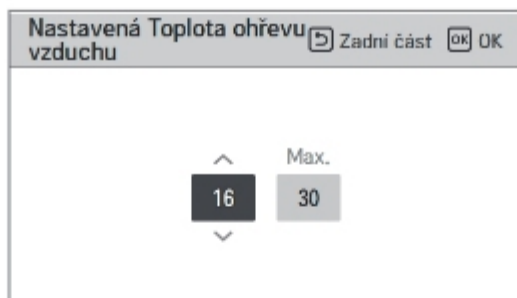 Nastavená Toplota ohřevu
vzduchu
Zadní část OK OK
Max.
16 30